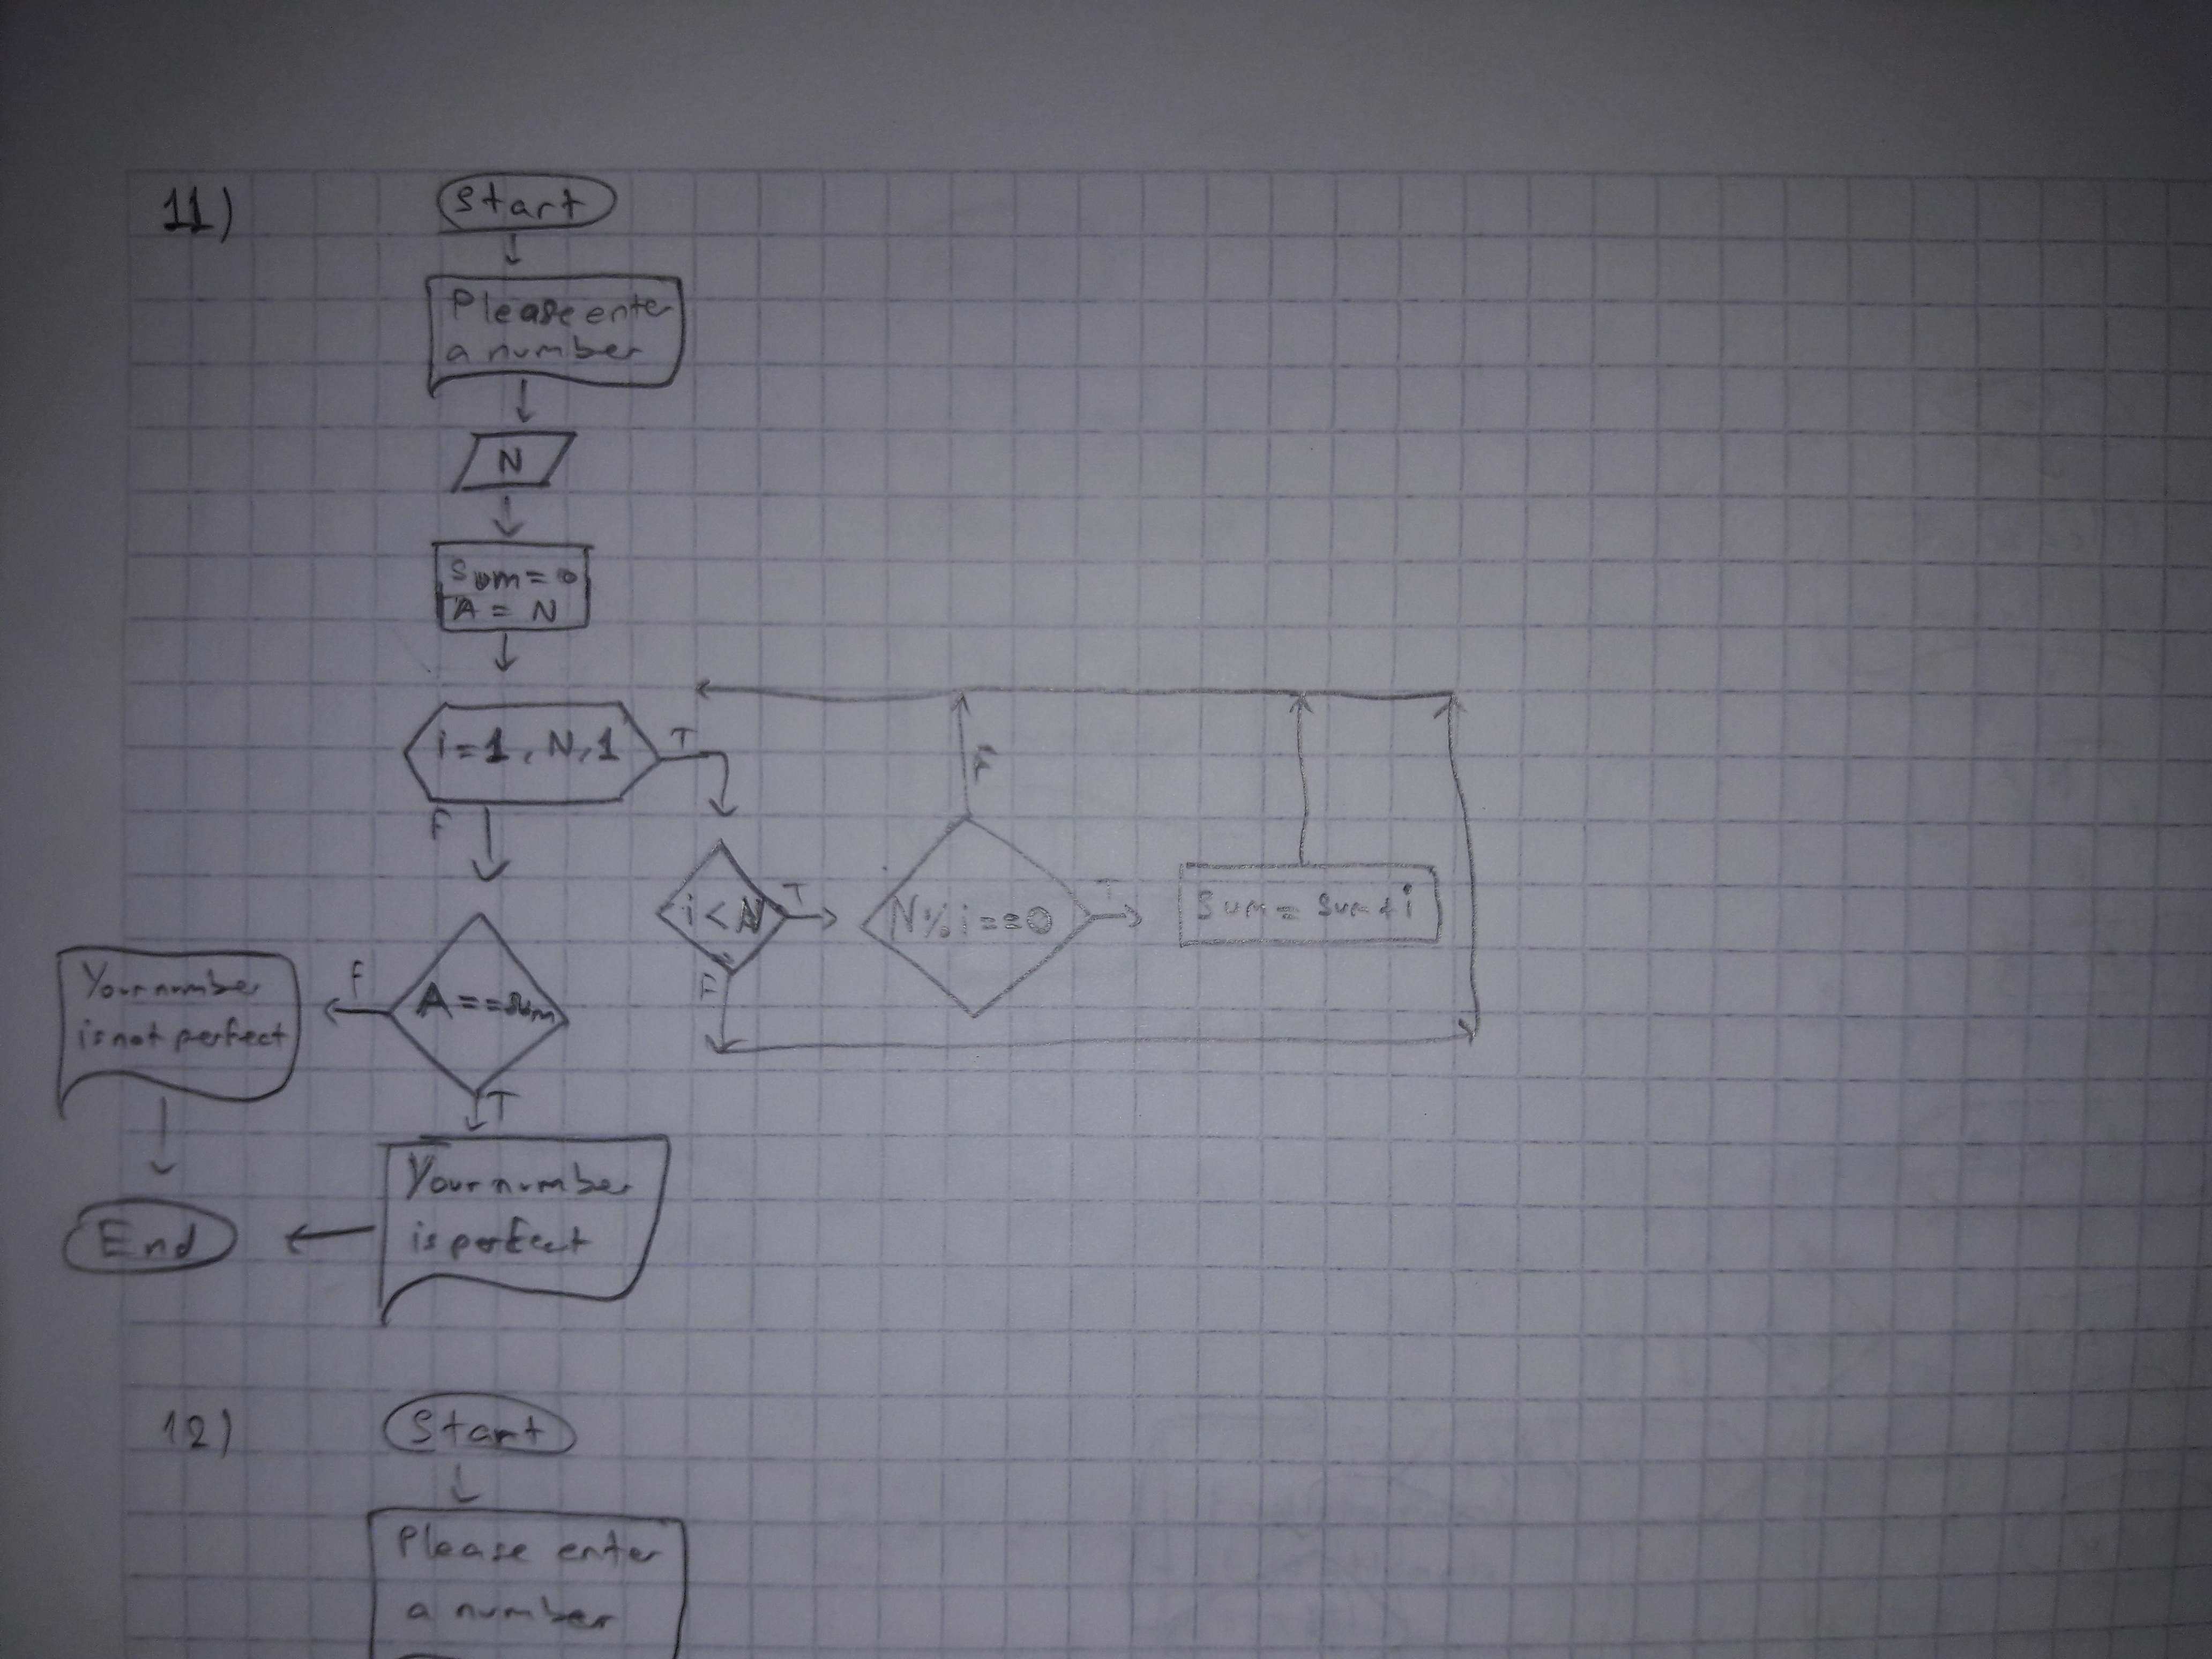 11)
Start
Please enter
a number
N
Sum = 0
A = N
i = 1, N, 1
T
F
F
i < N
T
F
N % i == 0
T
Sum = Sum + i
A == Sum
F
T
Your number
is not perfect
Your number
is perfect
End
12)
Start
Please enter
a number